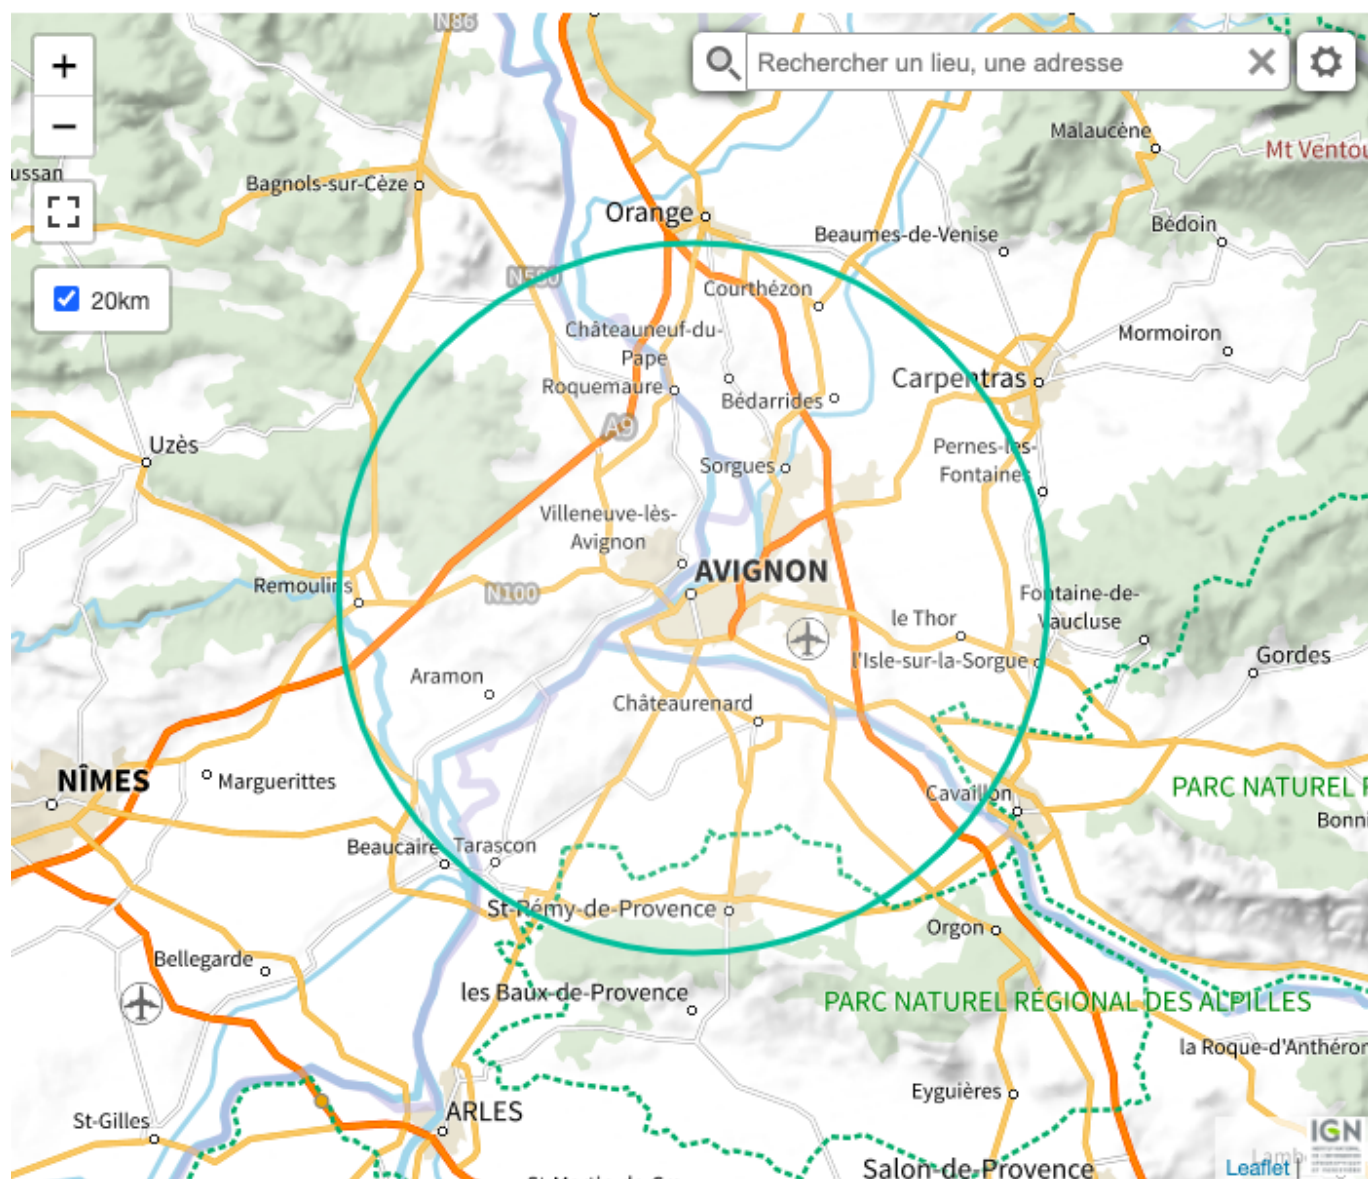 N86
+
Rechercher un lieu, une adresse
−
Malaucène
Mt Ventou
ussan
Bagnols-sur-Cèze
Orange
Bédoin
Beaumes-de-Venise
N580
Courthézon
20km
Châteauneuf-du-
Pape
Mormoiron
Roquemaure
Carpentras
Bédarrides
A9
Uzès
Pernes-les-
Fontaines
Sorgues
Villeneuve-lès-
Avignon
AVIGNON
Remoulins
N100
Fontaine-de-
Vaucluse
le Thor
l'Isle-sur-la-Sorgue
Gordes
Aramon
Châteaurenard
NÎMES
Marguerittes
PARC NATUREL R
Cavaillon
Bonni
Beaucaire
Tarascon
St-Rémy-de-Provence
Orgon
Bellegarde
les Baux-de-Provence
PARC NATUREL RÉGIONAL DES ALPILLES
la Roque-d'Anthéron
Eyguières
ARLES
St-Gilles
IGN
Lamb
Salon-de-Provence
Leaflet |